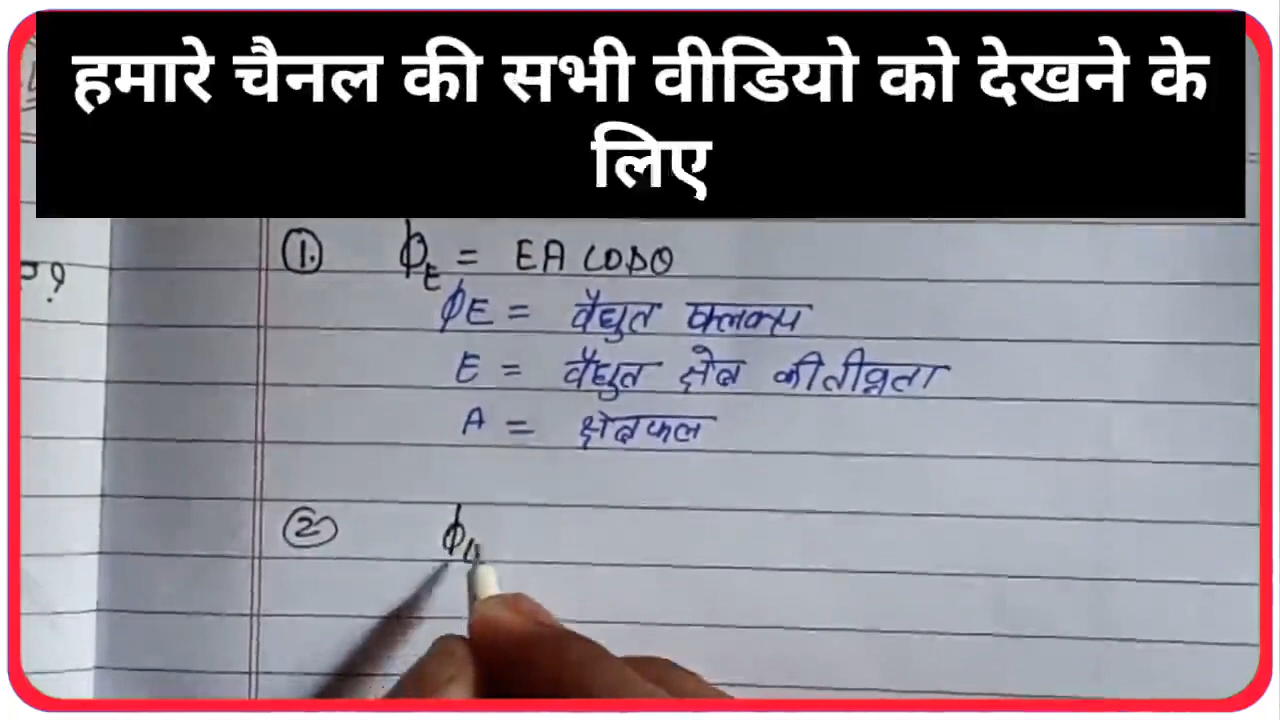 हमारे चैनल की सभी वीडियो को देखने के
लिए
?
1. ϕE = EA COSθ
ϕE = वैद्युत फ्लक्स
E = वैद्युत क्षेत्र की तीव्रता
A = क्षेत्रफल
2 ϕ